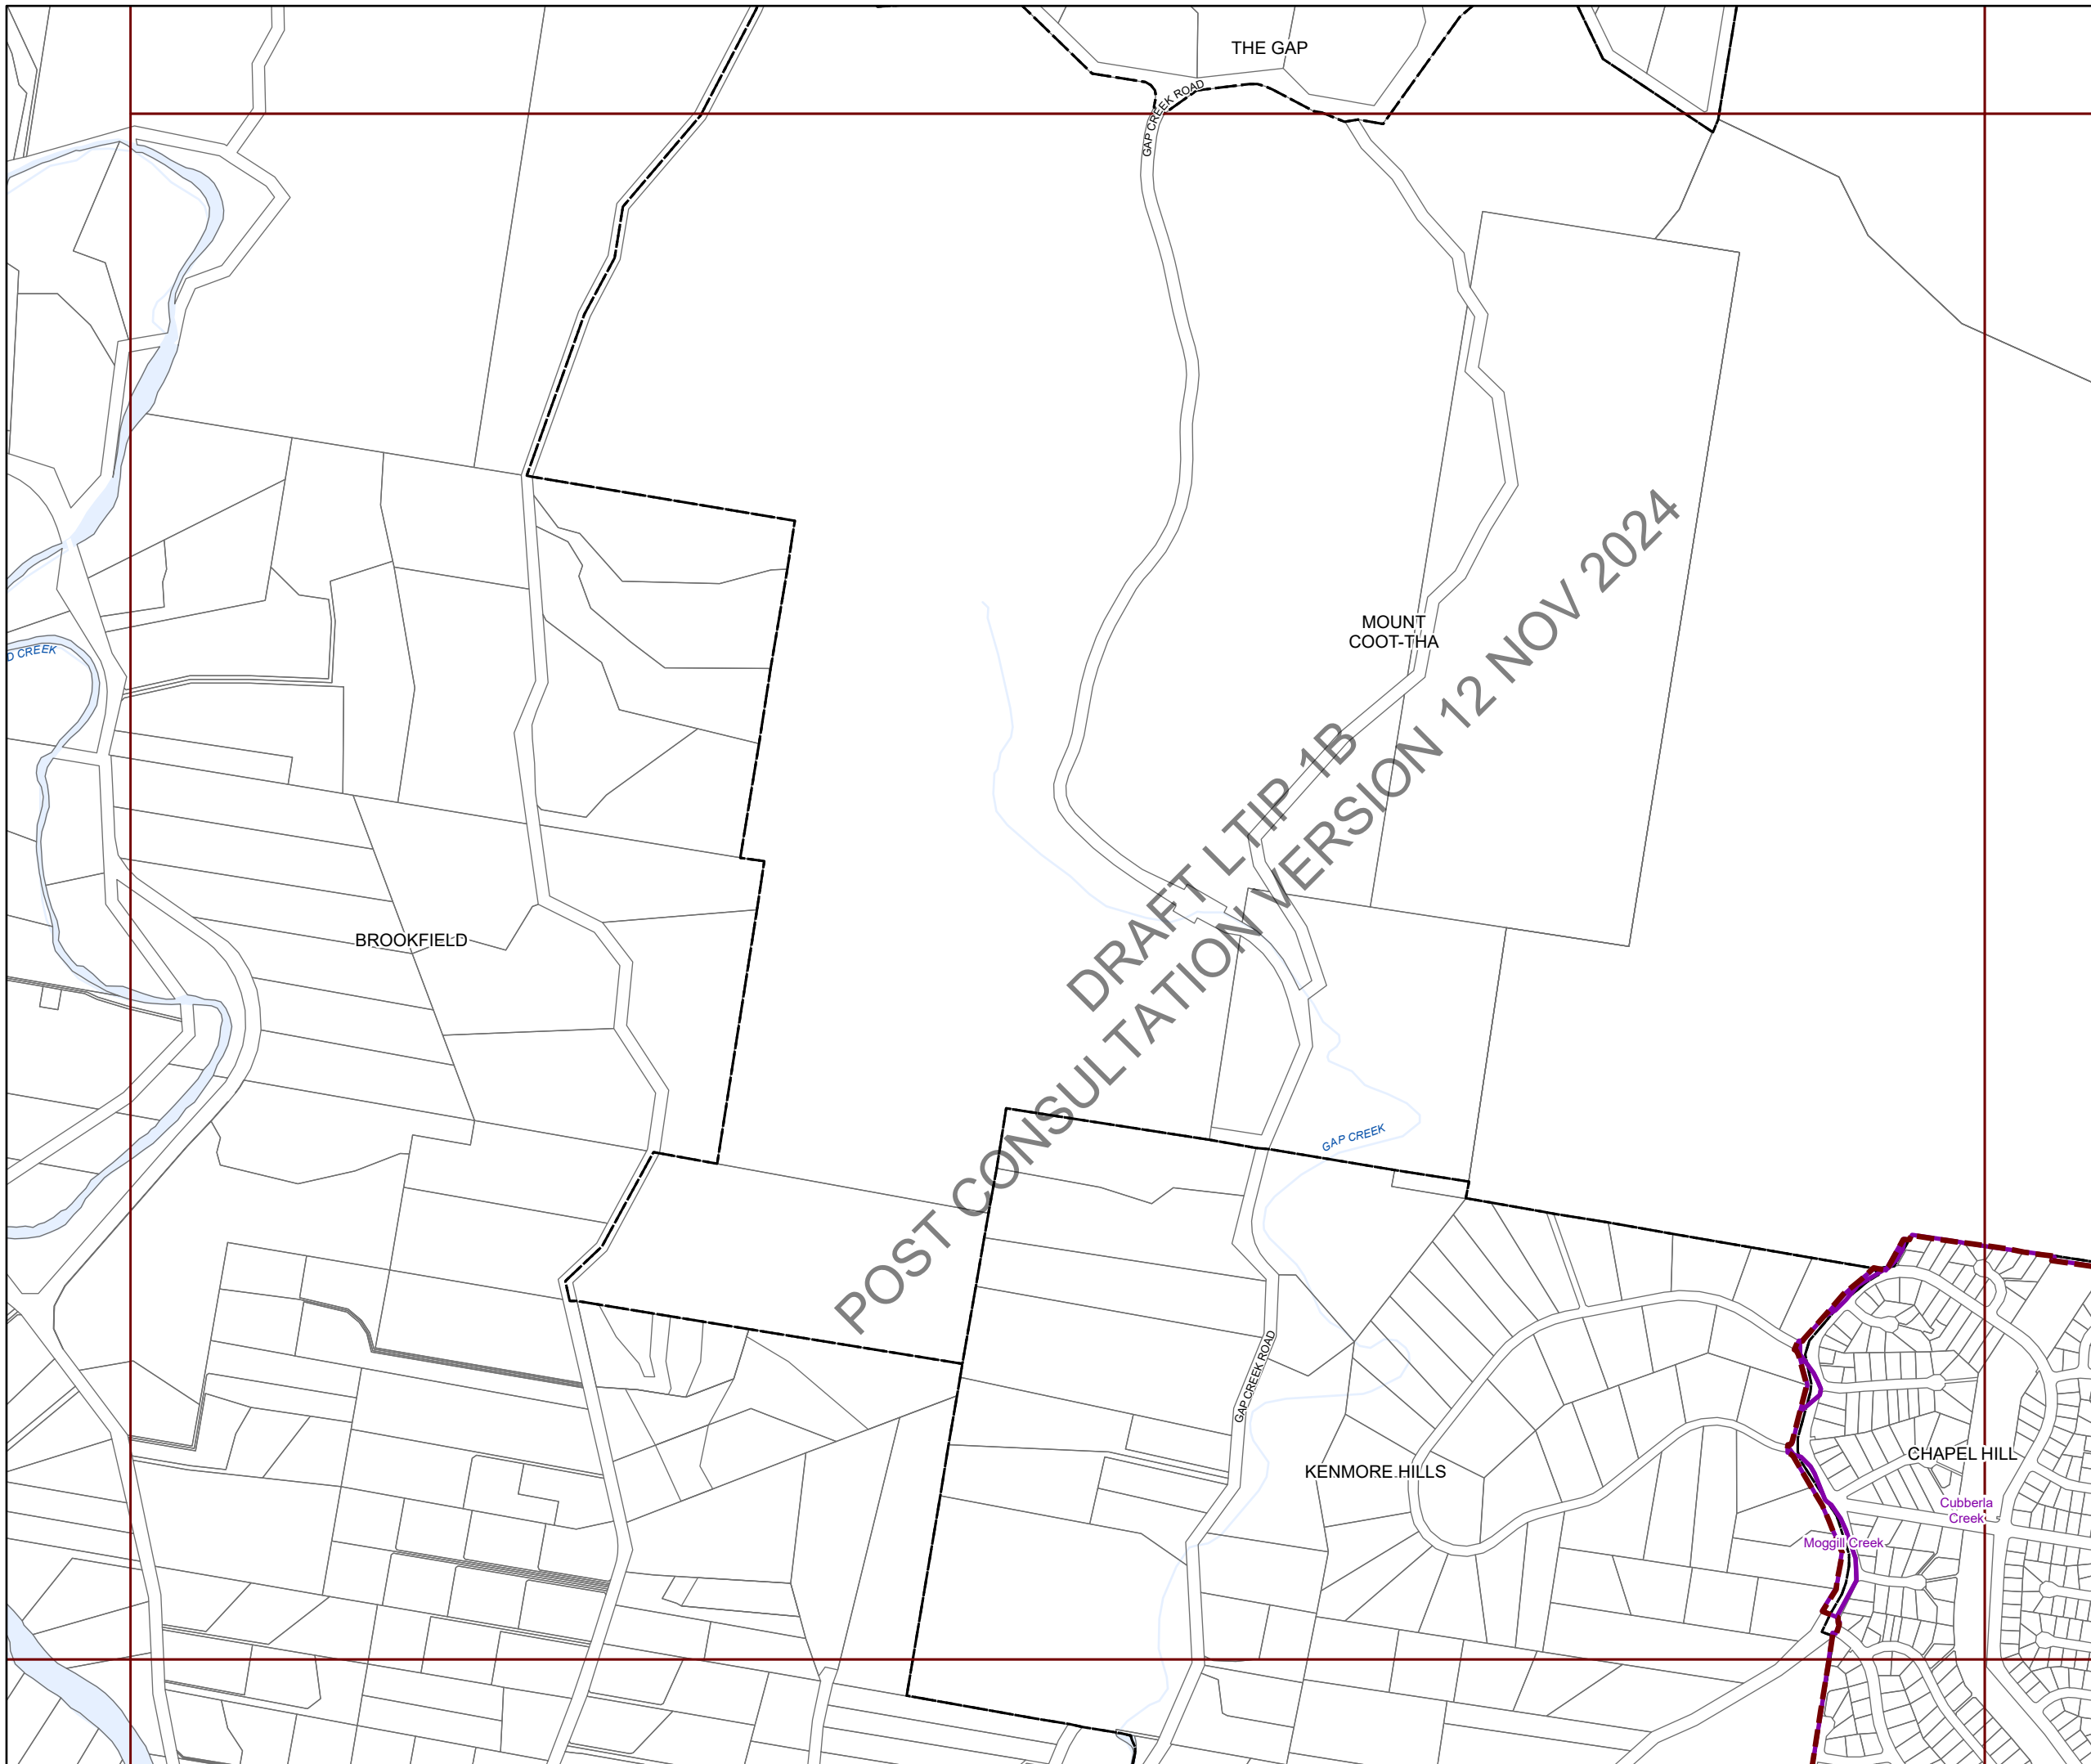 THE GAP
GAP CREEK ROAD
MOUNT
COOT-THA
D CREEK
DRAFT LTIP 1B
POST CONSULTATION VERSION 12 NOV 2024
BROOKFIELD
GAP CREEK
GAP CREEK ROAD
KENMORE HILLS
CHAPEL HILL
Cubberla
Creek
Moggill Creek